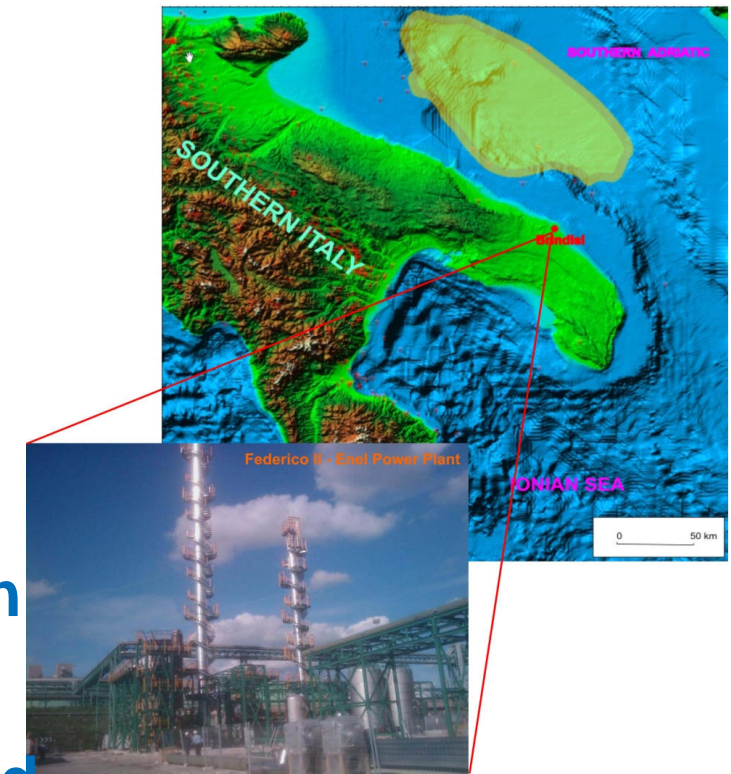 SOUTHERN ADRIATIC
SOUTHERN ITALY
Brindisi
Federico II - Enel Power Plant
IONIAN SEA
0 50 km
n
d